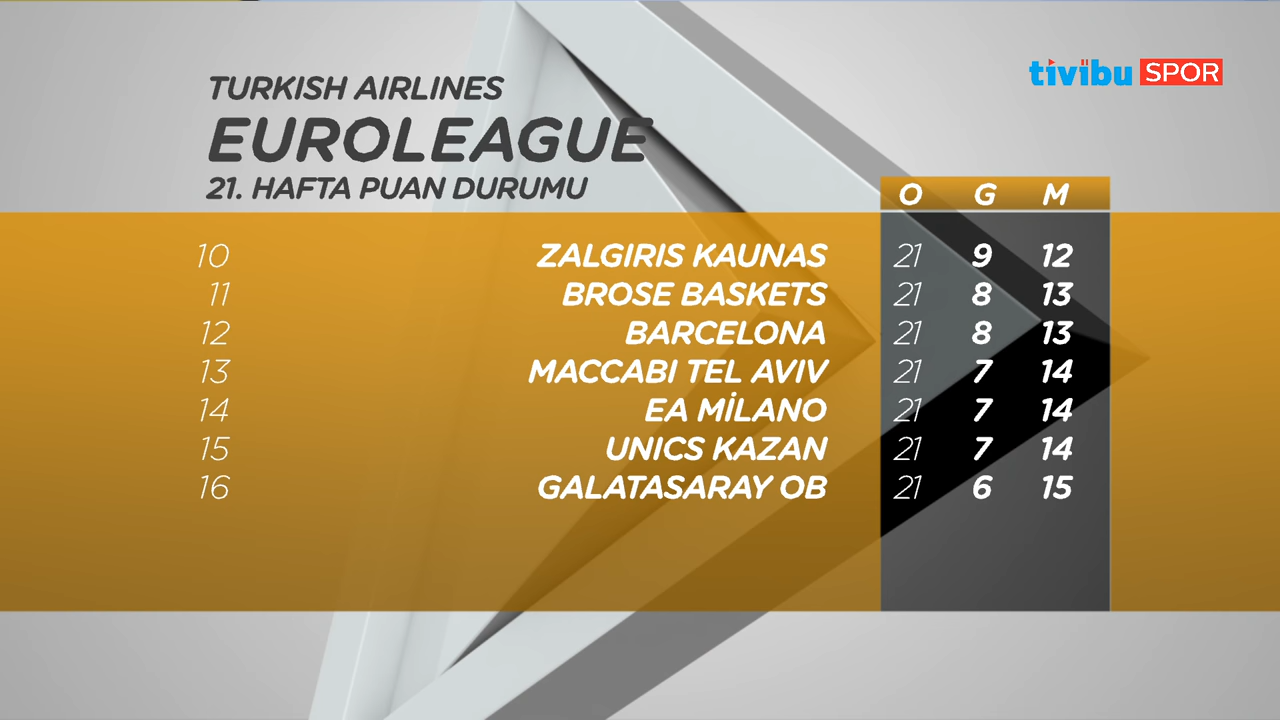 tivibu SPOR
TURKISH AIRLINES
EUROLEAGUE
21. HAFTA PUAN DURUMU
O G M
10 ZALGIRIS KAUNAS 21 9 12
11 BROSE BASKETS 21 8 13
12 BARCELONA 21 8 13
13 MACCABI TEL AVIV 21 7 14
14 EA MİLANO 21 7 14
15 UNICS KAZAN 21 7 14
16 GALATASARAY OB 21 6 15